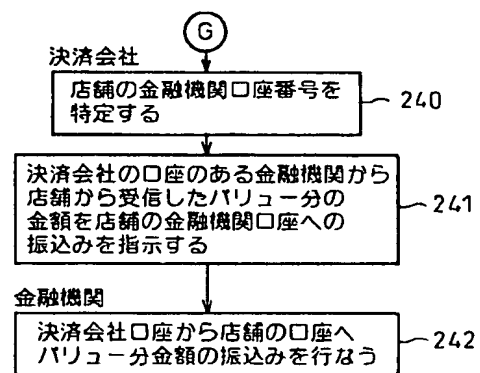 G
決済会社
店舗の金融機関口座番号を
特定する
240
決済会社の口座のある金融機関から
店舗から受信したバリュー分の
金額を店舗の金融機関口座への
振込みを指示する
241
金融機関
決済会社口座から店舗の口座へ
バリュー分金額の振込みを行なう
242